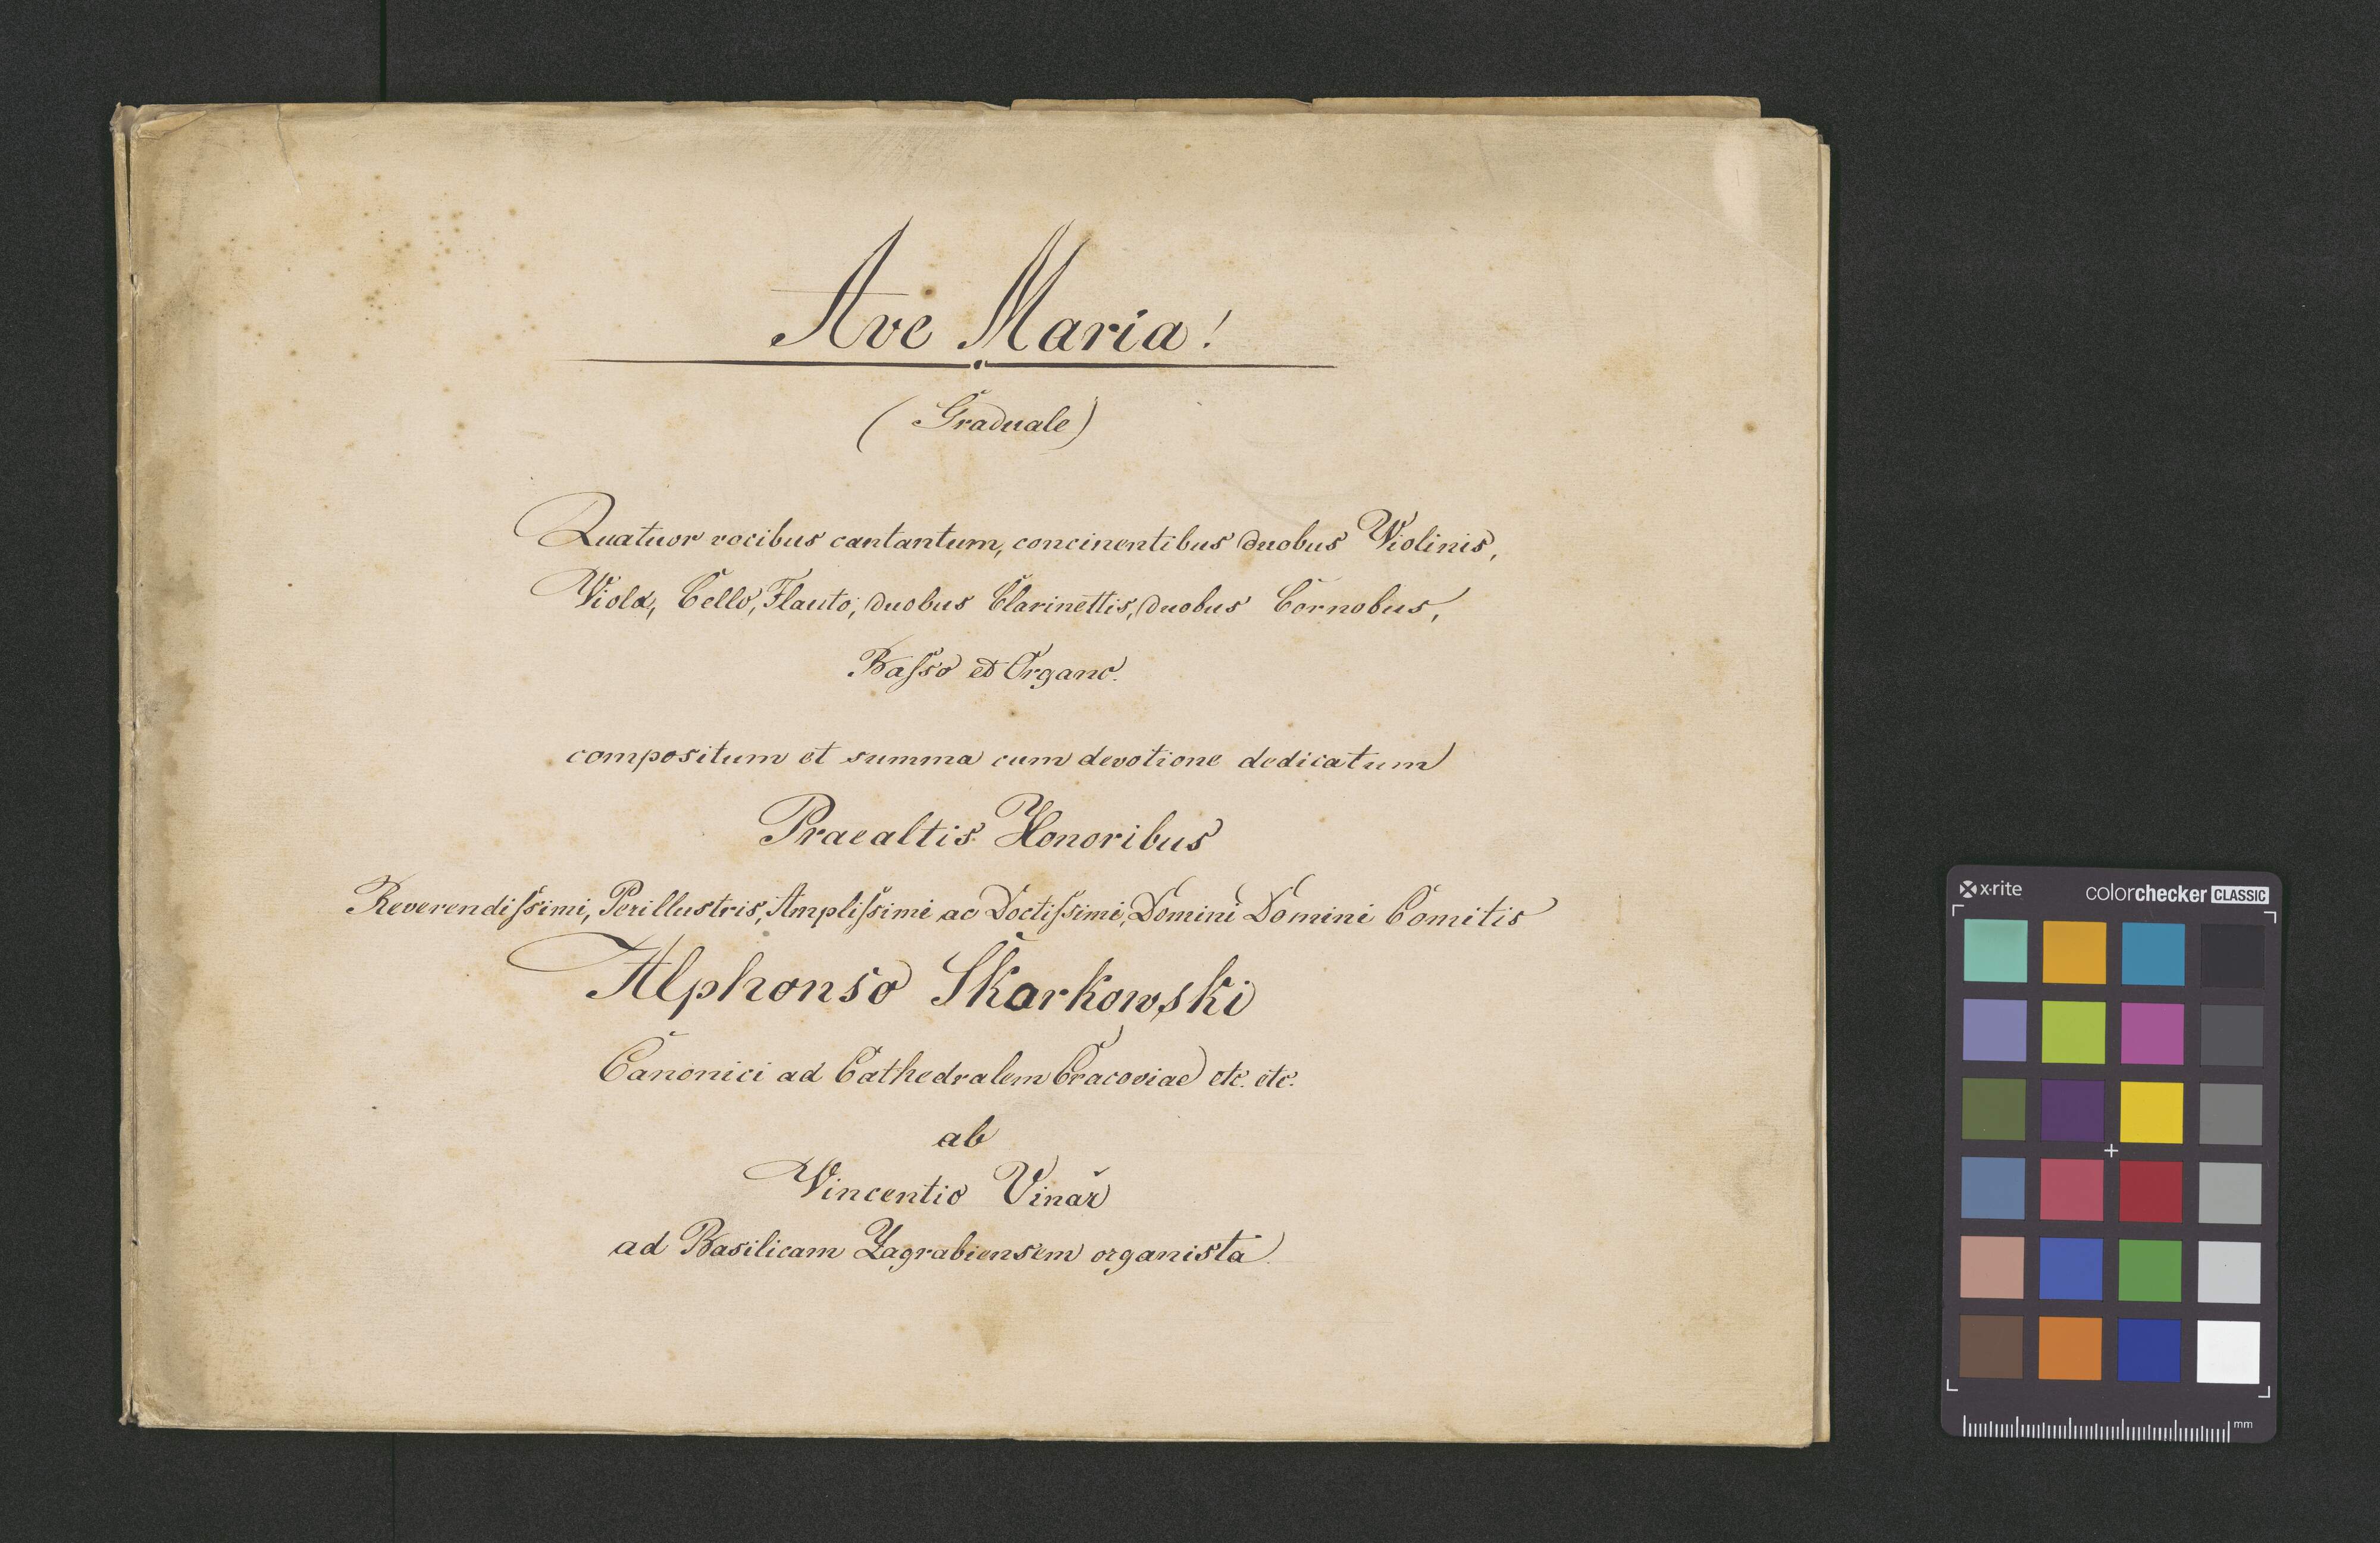 Ave Maria!
(Graduale)
Quatuor vocibus cantantum, concinentibus duobus Violinis,
Viola, Cello, Flauto, duobus Clarinettis, duobus Cornobus,
Baſso et Organo.
compositum et summa cum devotione dedicatum
Praealtis Honoribus
Reverendiſsimi, Perillustris, Ampliſsimi ac Doctiſsimi, Domini Domini Comitis
Alphonso Skarkowski
Canonici ad Cathedralem Cracoviae etc. etc.
ab
Vincentio Vinař
ad Basilicam Zagrabiensem organista.
x·rite colorchecker CLASSIC
mm